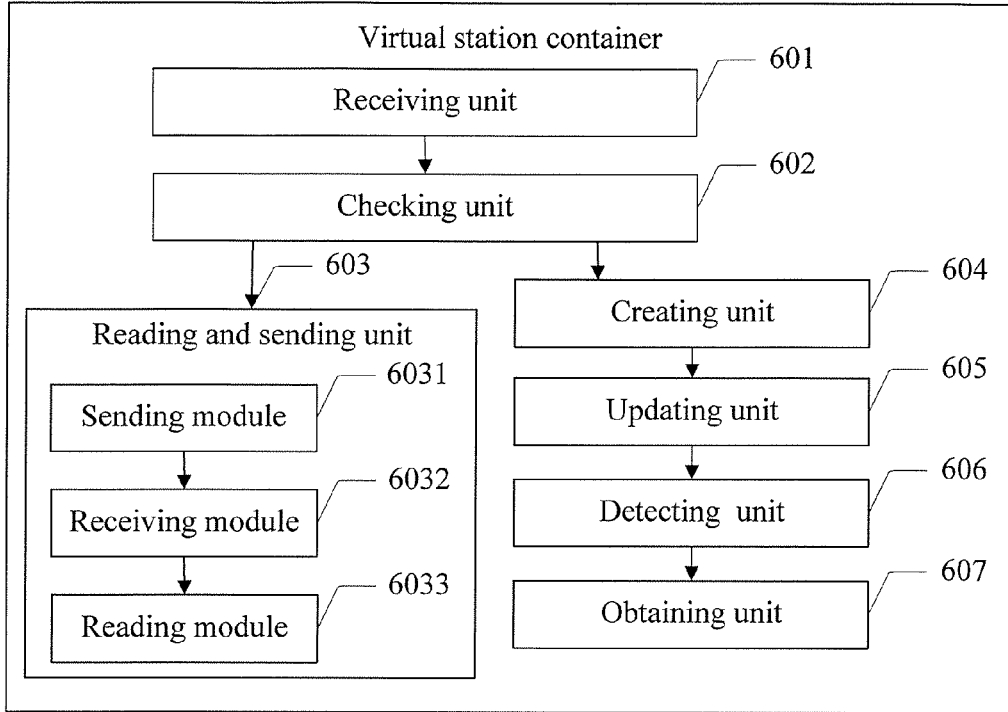 Virtual station container
601
Receiving unit
602
Checking unit
603
Reading and sending unit
6031
Sending module
6032
Receiving module
6033
Reading module
604
Creating unit
605
Updating unit
606
Detecting unit
607
Obtaining unit